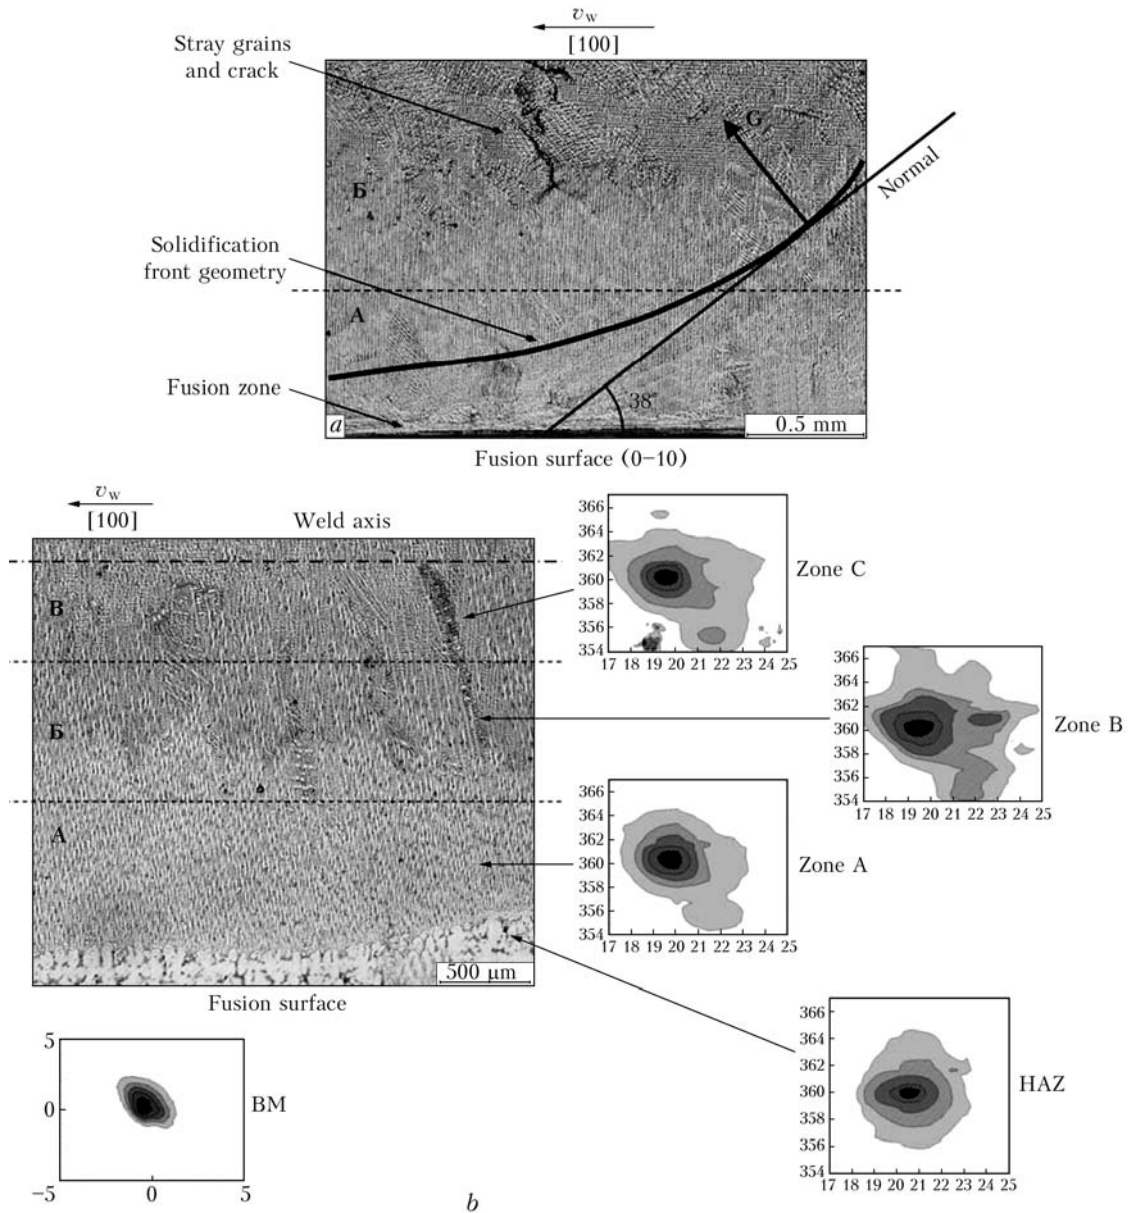 v_w
[100]
Stray grains
and crack
G
Normal
Б
Solidification
front geometry
А
Fusion zone
38°
a
0.5 mm
Fusion surface (0–10)
v_w
[100]
Weld axis
В
Б
А
500 μm
Fusion surface
366
364
362
360
358
356
354
17 18 19 20 21 22 23 24 25
Zone C
366
364
362
360
358
356
354
17 18 19 20 21 22 23 24 25
Zone B
366
364
362
360
358
356
354
17 18 19 20 21 22 23 24 25
Zone A
366
364
362
360
358
356
354
17 18 19 20 21 22 23 24 25
HAZ
5
0
−5 0 5
BM
b